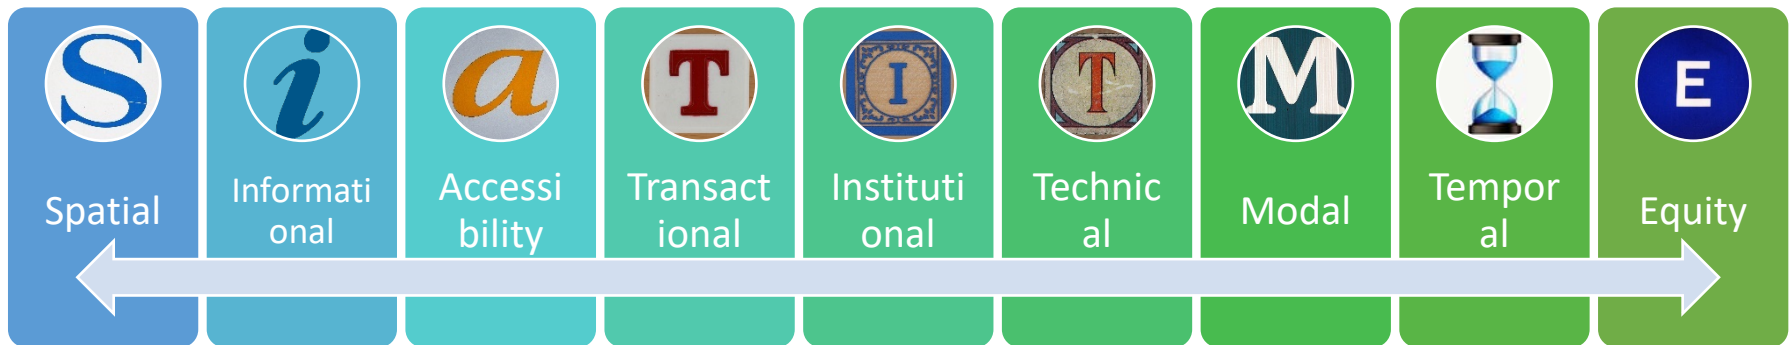 S
Spatial
i
Informati
onal
a
Accessi
bility
T
Transact
ional
I
Instituti
onal
T
Technic
al
M
Modal
Tempor
al
E
Equity